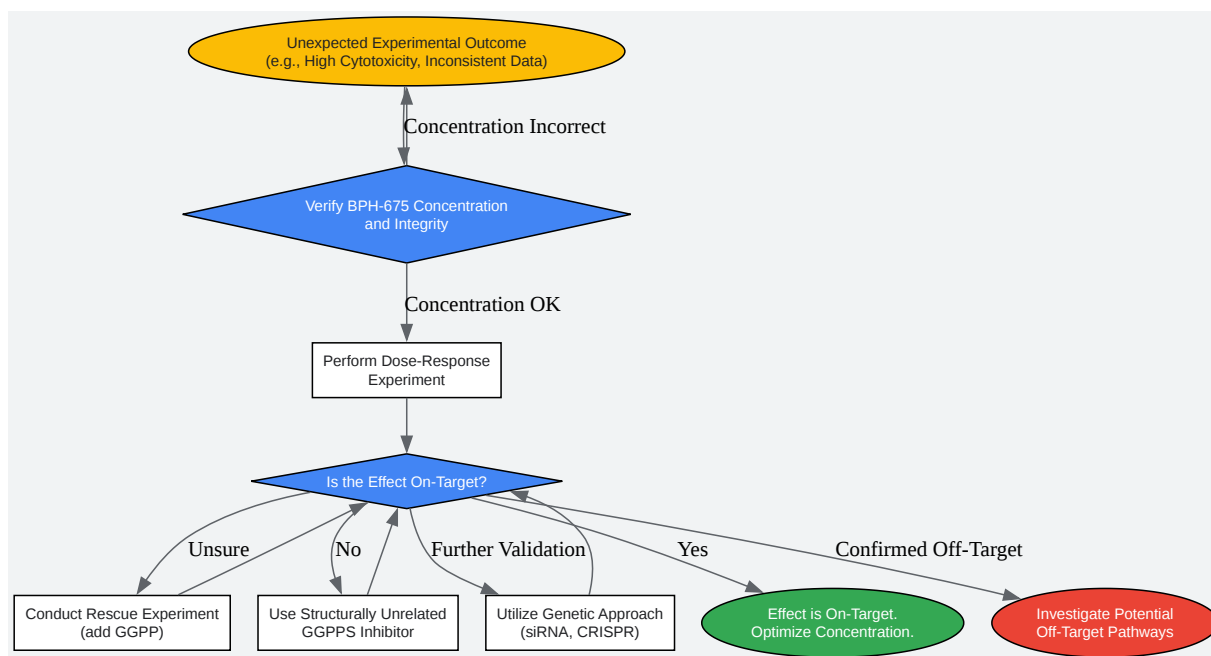 Unexpected Experimental Outcome
(e.g., High Cytotoxicity, Inconsistent Data)
Concentration Incorrect
Verify BPH-675 Concentration
and Integrity
Concentration OK
Perform Dose-Response
Experiment
Is the Effect On-Target?
Unsure
No
Further Validation
Yes
Confirmed Off-Target
Conduct Rescue Experiment
(add GGPP)
Use Structurally Unrelated
GGPPS Inhibitor
Utilize Genetic Approach
(siRNA, CRISPR)
Effect is On-Target.
Optimize Concentration.
Investigate Potential
Off-Target Pathways